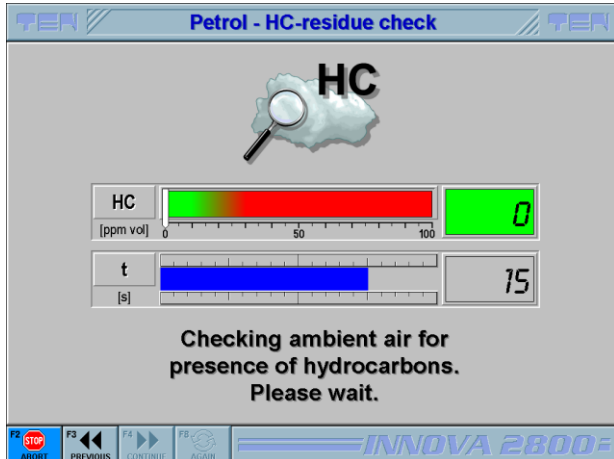 TEN
Petrol - HC-residue check
TEN
HC
HC
[ppm vol]
0 50 100
0
t
[s]
15
Checking ambient air for
presence of hydrocarbons.
Please wait.
F2 STOP ABORT
F3 PREVIOUS
F4 CONTINUE
F8 AGAIN
INNOVA 2800